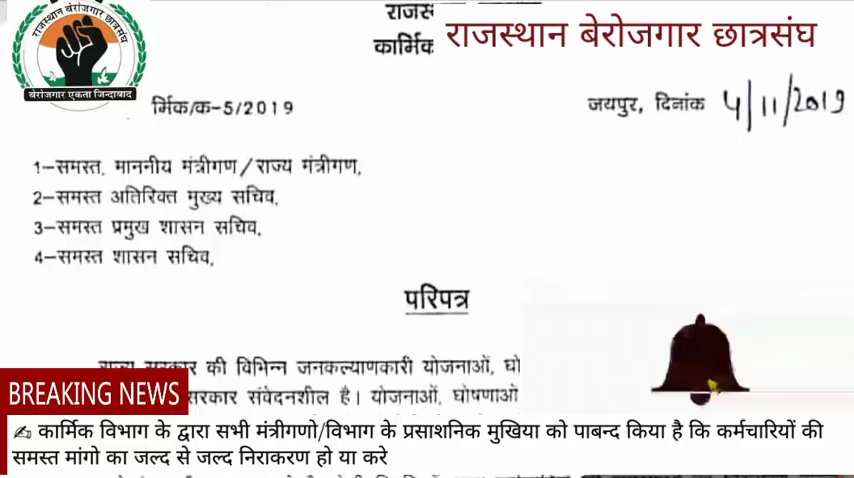 राजस्थान बेरोजगार छात्रसंघ
राजस्थान बेरोजगार छात्रसंघ
बेरोजगार एकता जिन्दाबाद
कार्मिक
र्मिक/क-5/2019
जयपुर, दिनांक 4/11/2019
1-समस्त, माननीय मंत्रीगण/राज्य मंत्रीगण,
2-समस्त अतिरिक्त मुख्य सचिव,
3-समस्त प्रमुख शासन सचिव,
4-समस्त शासन सचिव,
परिपत्र
राज्य सरकार की विभिन्न जनकल्याणकारी योजनाओं,
सरकार संवेदनशील है। योजनाओं, घोषणाओं
BREAKING NEWS
✍ कार्मिक विभाग के द्वारा सभी मंत्रीगणो/विभाग के प्रसाशनिक मुखिया को पाबन्द किया है कि कर्मचारियों की
समस्त मांगो का जल्द से जल्द निराकरण हो या करे